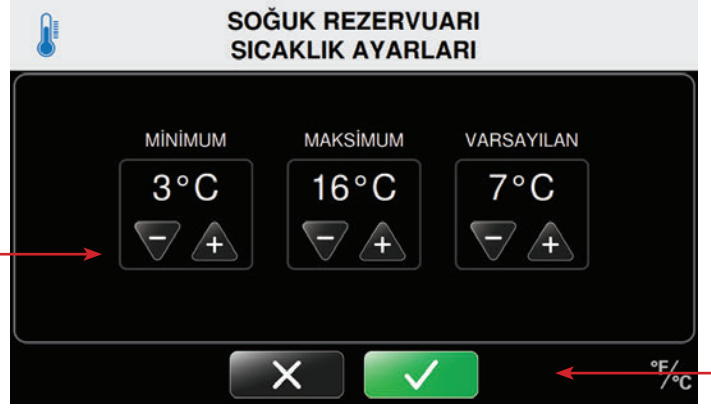 SOĞUK REZERVUARI
SICAKLIK AYARLARI
MİNİMUM MAKSİMUM VARSAYILAN
3°C 16°C 7°C
- + - + - +
°F/°C